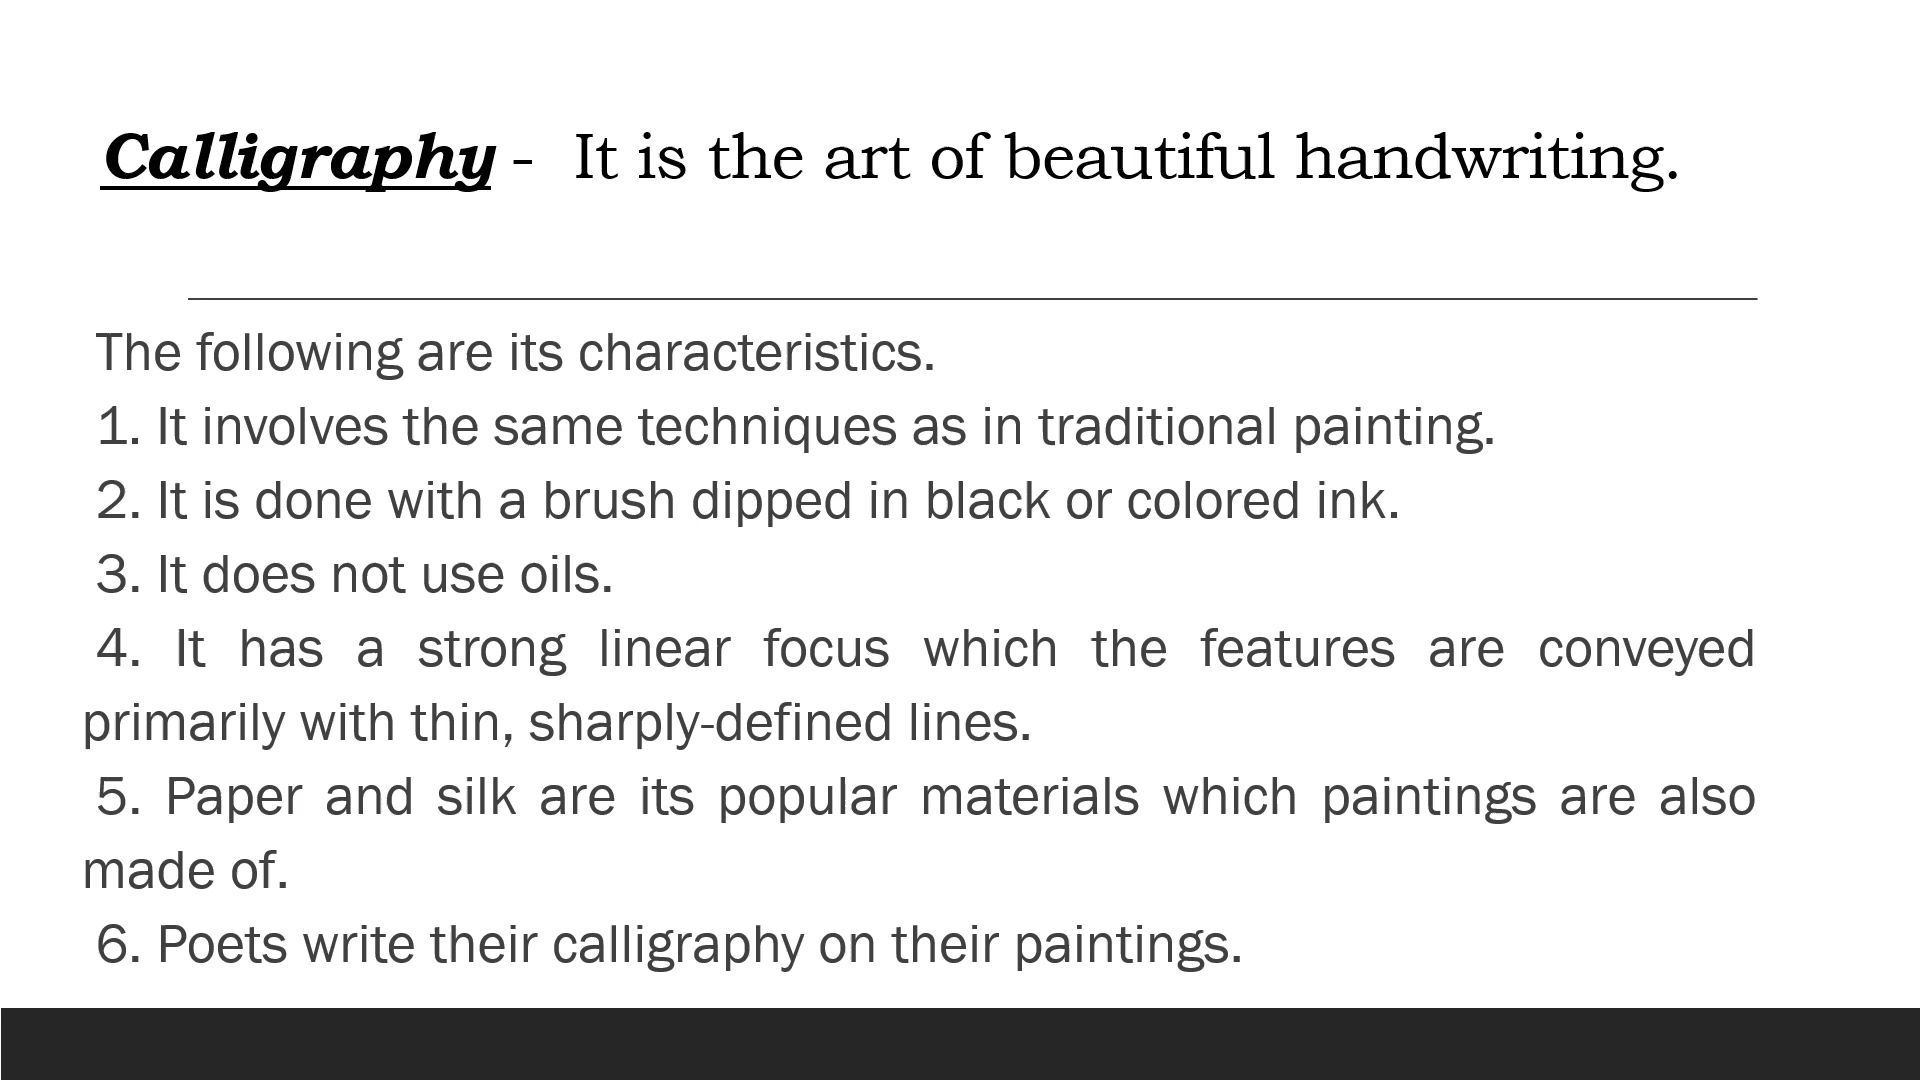 Calligraphy - It is the art of beautiful handwriting.
The following are its characteristics.
1. It involves the same techniques as in traditional painting.
2. It is done with a brush dipped in black or colored ink.
3. It does not use oils.
4. It has a strong linear focus which the features are conveyed
primarily with thin, sharply-defined lines.
5. Paper and silk are its popular materials which paintings are also
made of.
6. Poets write their calligraphy on their paintings.